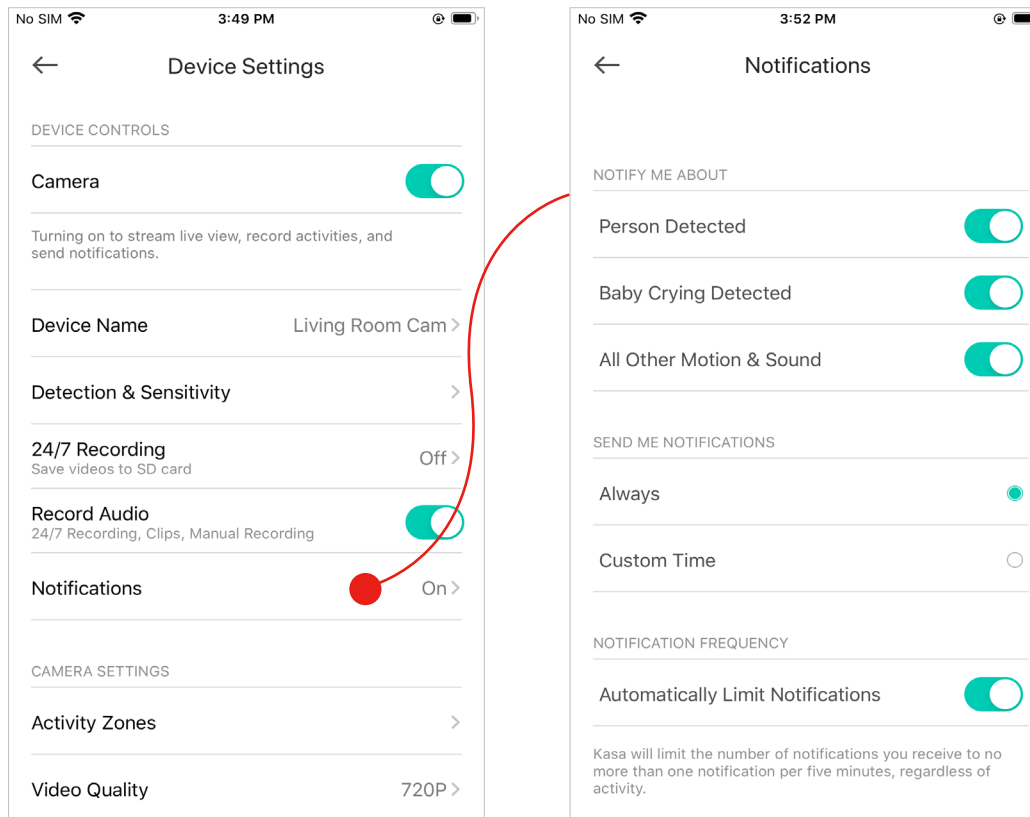 No SIM 3:49 PM
Device Settings
DEVICE CONTROLS
Camera
Turning on to stream live view, record activities, and
send notifications.
Device Name Living Room Cam
Detection & Sensitivity
24/7 Recording Off
Save videos to SD card
Record Audio
24/7 Recording, Clips, Manual Recording
Notifications On
CAMERA SETTINGS
Activity Zones
Video Quality 720P
No SIM 3:52 PM
Notifications
NOTIFY ME ABOUT
Person Detected
Baby Crying Detected
All Other Motion & Sound
SEND ME NOTIFICATIONS
Always
Custom Time
NOTIFICATION FREQUENCY
Automatically Limit Notifications
Kasa will limit the number of notifications you receive to no
more than one notification per five minutes, regardless of
activity.